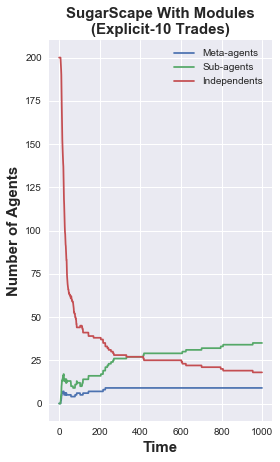 SugarScape With Modules
(Explicit-10 Trades)
Meta-agents
Sub-agents
Independents
Number of Agents
200
175
150
125
100
75
50
25
0
0 200 400 600 800 1000
Time